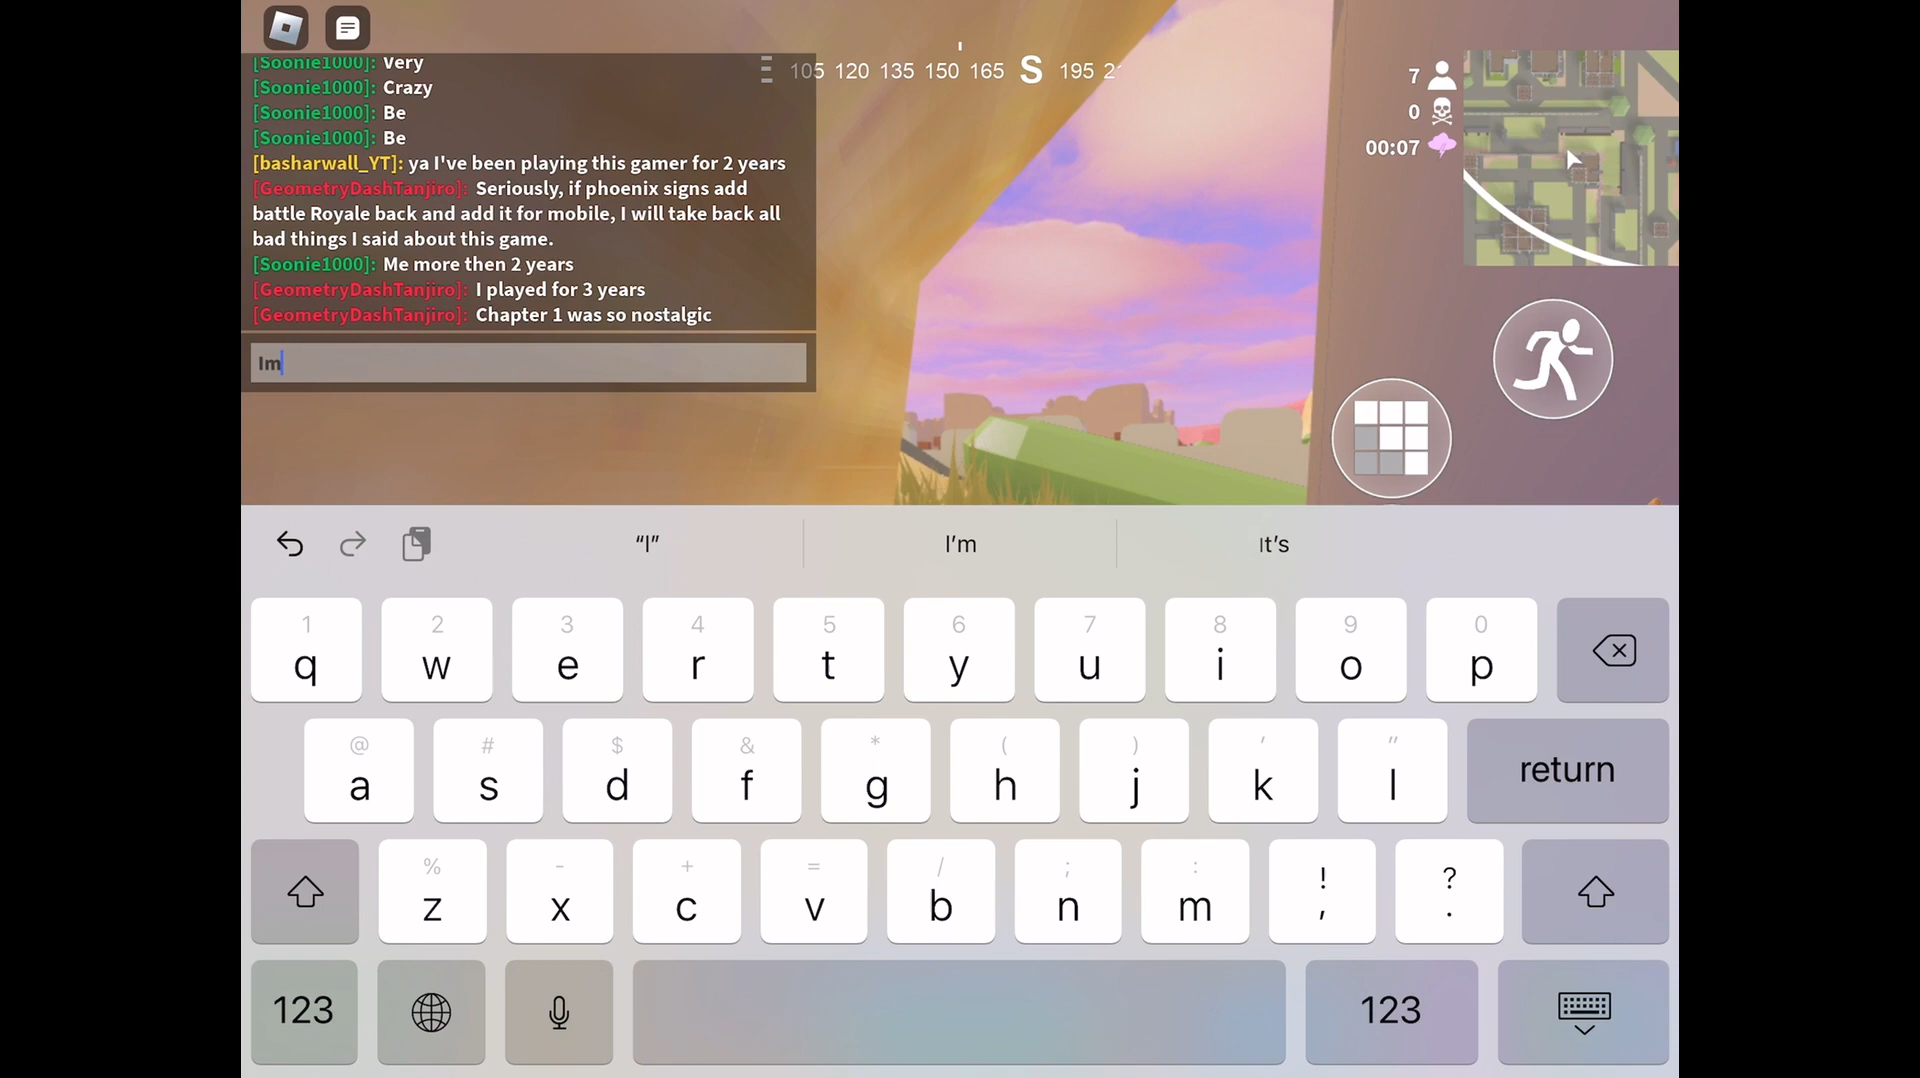 [Soonie1000]: Very
[Soonie1000]: Crazy
[Soonie1000]: Be
[Soonie1000]: Be
[basharwall_YT]: ya I've been playing this gamer for 2 years
[GeometryDashTanjiro]: Seriously, if phoenix signs add
battle Royale back and add it for mobile, I will take back all
bad things I said about this game.
[Soonie1000]: Me more then 2 years
[GeometryDashTanjiro]: I played for 3 years
[GeometryDashTanjiro]: Chapter 1 was so nostalgic
Im
105 120 135 150 165 S 195
7
0
00:07
“I” I’m It’s
1 2 3 4 5 6 7 8 9 0
q w e r t y u i o p
@ # $ & * ( ) ' "
a s d f g h j k l return
% - + = / ; : ! ?
z x c v b n m , .
123 123